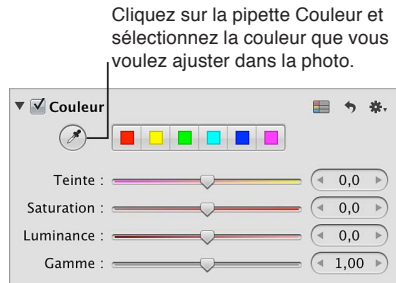 Cliquez sur la pipette Couleur et
sélectionnez la couleur que vous
voulez ajuster dans la photo.
Couleur
Teinte : 0,0
Saturation : 0,0
Luminance : 0,0
Gamme : 1,00